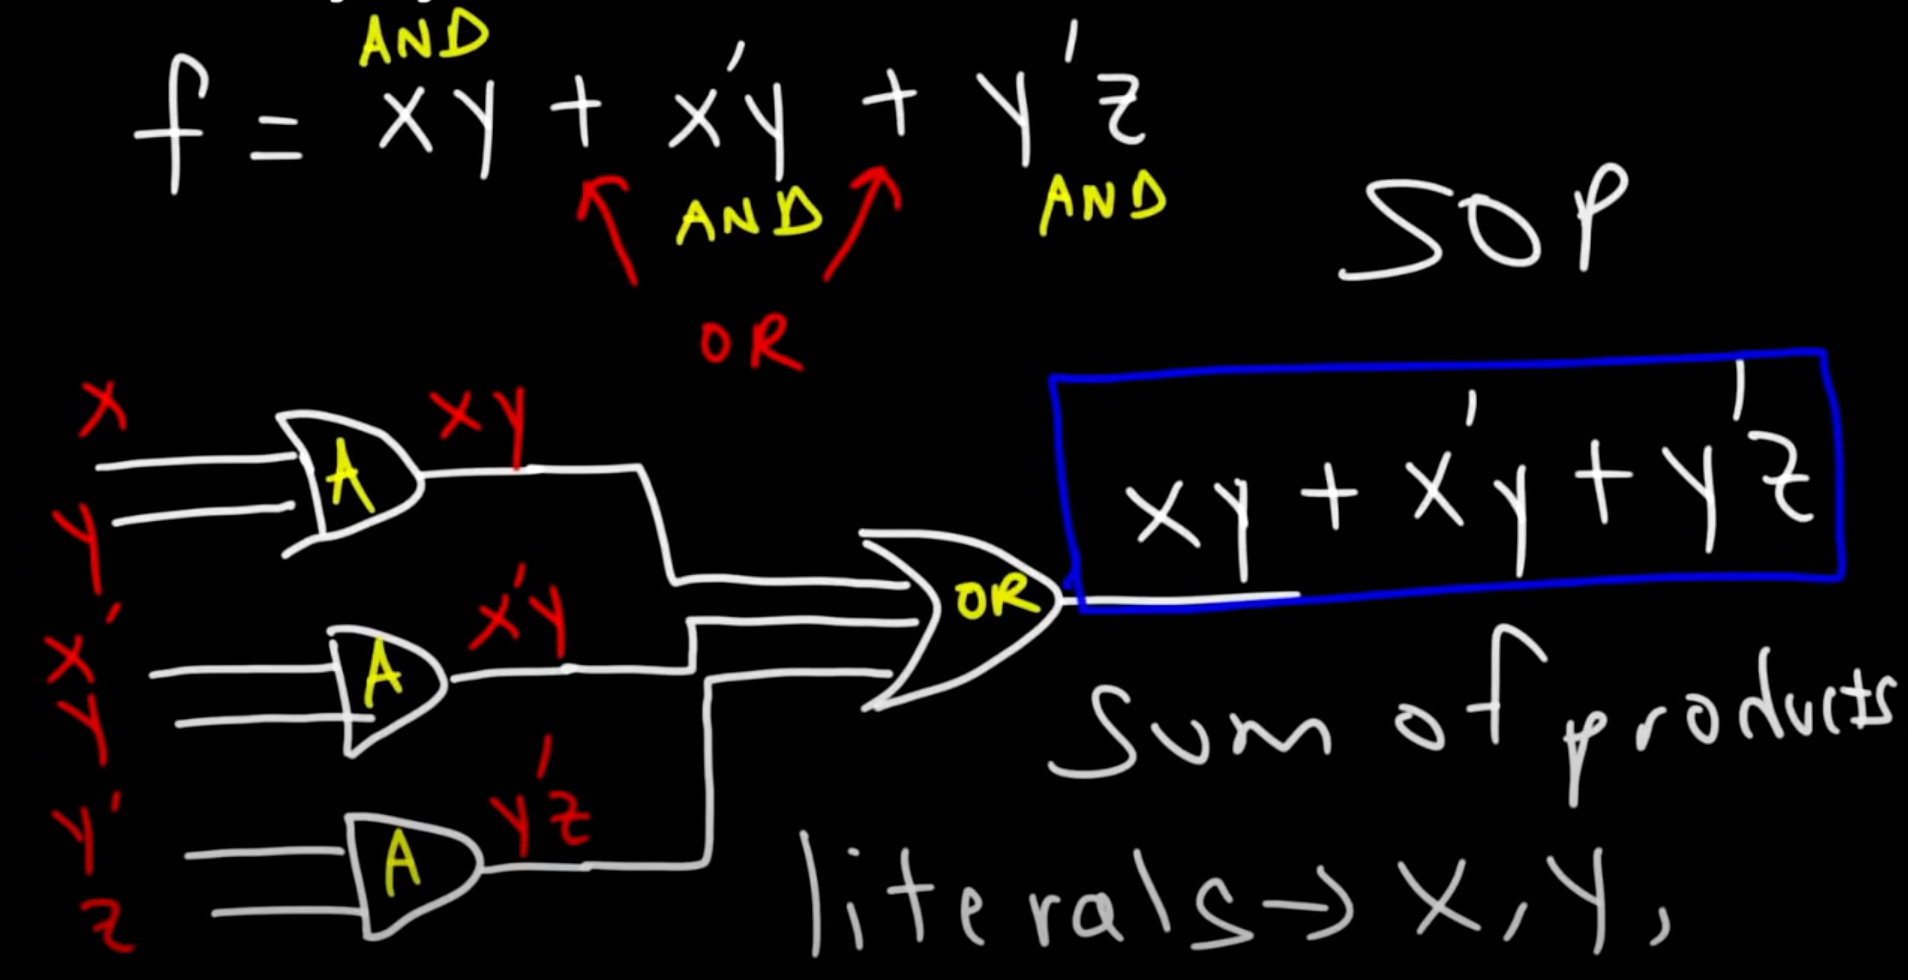 AND
f = xy + x'y + y'z
AND AND
SOP
OR
x
xy
A
y
xy + x'y + y'z
OR
x'
x'y
A
y
Sum of products
y'
y'z
A
z
literals → x, y,